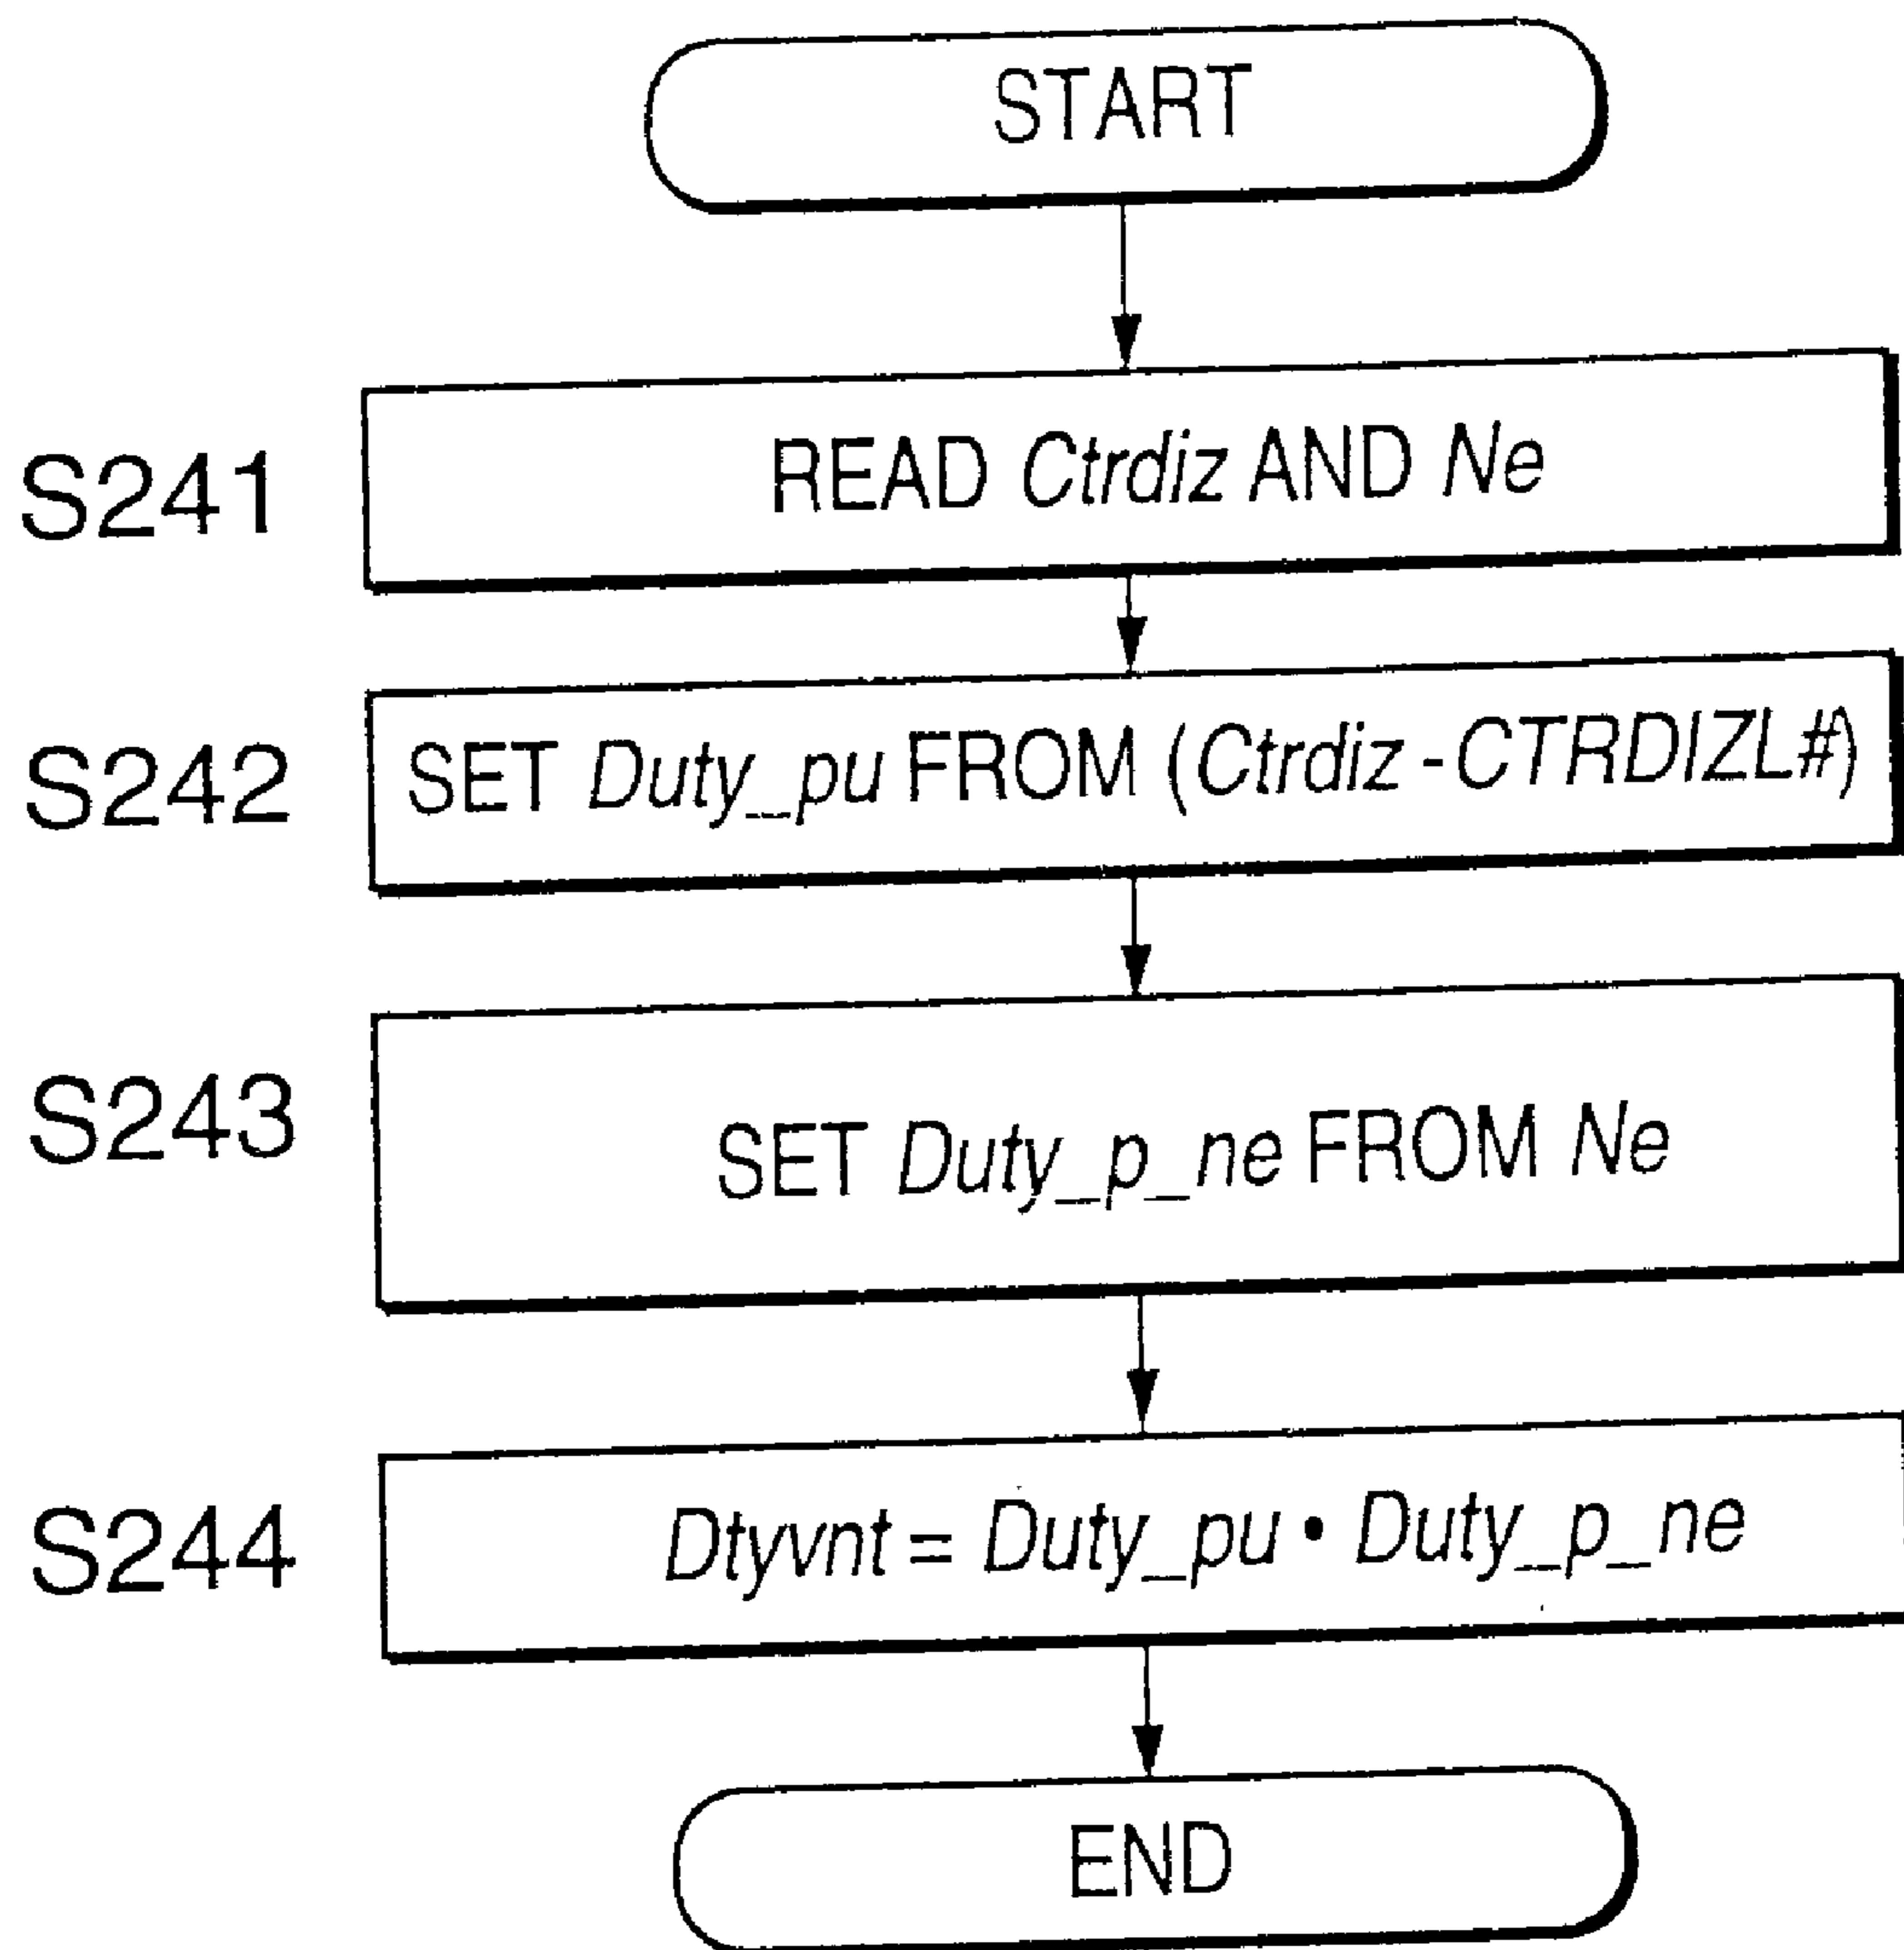 START
S241
READ Ctrdiz AND Ne
S242
SET Duty_pu FROM (Ctrdiz - CTRDIZL#)
S243
SET Duty_p_ne FROM Ne
S244
Dtyvnt = Duty_pu • Duty_p_ne
END